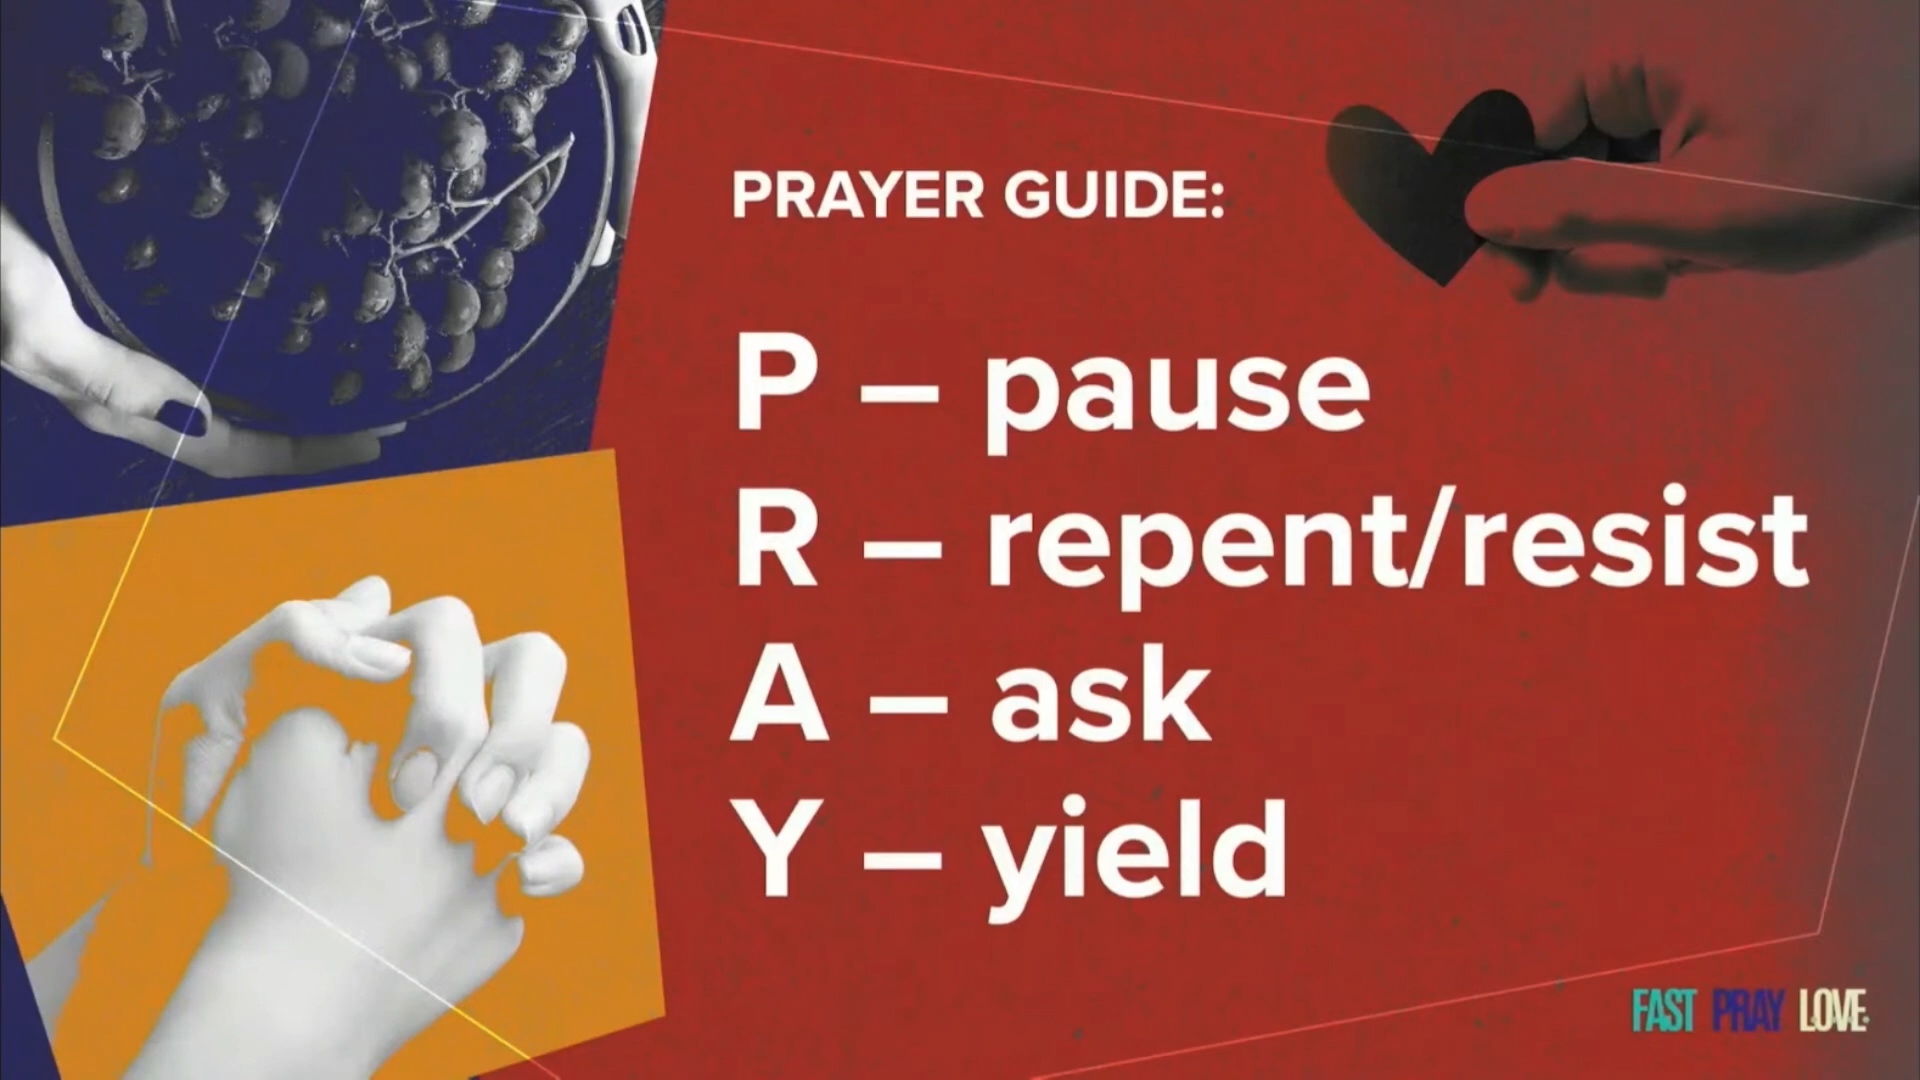 PRAYER GUIDE:
P – pause
R – repent/resist
A – ask
Y – yield
FAST PRAY LOVE